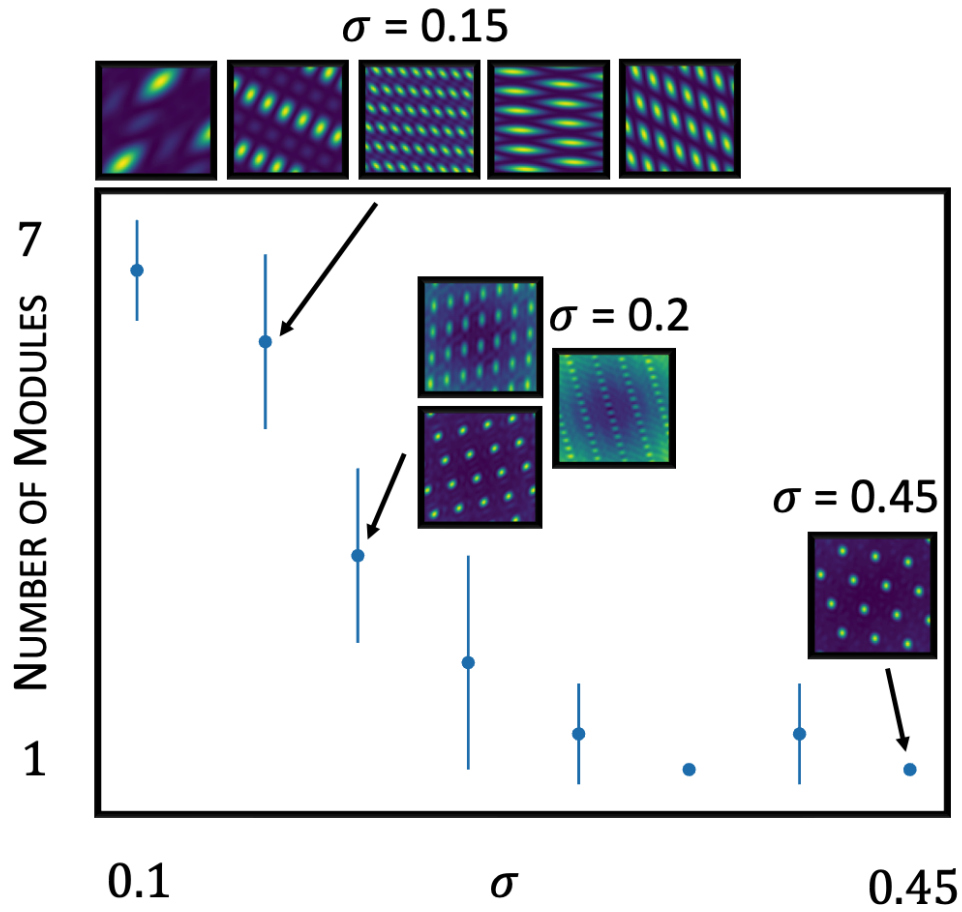 σ = 0.15
7
σ = 0.2
NUMBER OF MODULES
σ = 0.45
1
0.1
σ
0.45